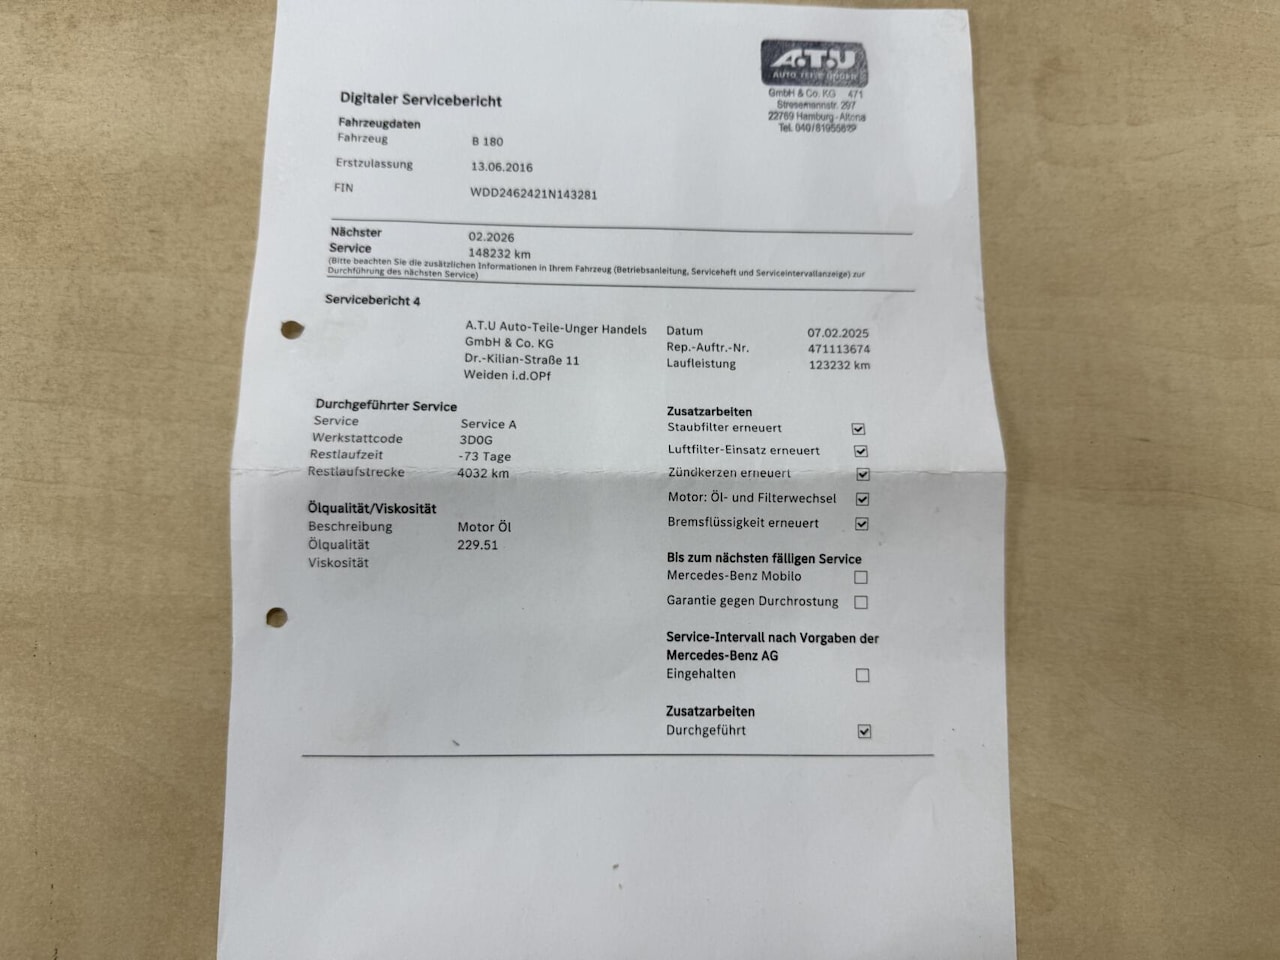 A.T.U
AUTO TEILE UNGER
GmbH & Co. KG 471
Stresemannstr. 297
22769 Hamburg-Altona
Digitaler Servicebericht
Fahrzeugdaten
Fahrzeug B 180
Erstzulassung 13.06.2016
FIN WDD2462421N143281
Nächster 02.2026
Service 148232 km
(Bitte beachten Sie die zusätzlichen Informationen in Ihrem Fahrzeug (Betriebsanleitung, Serviceheft und Serviceintervallanzeige) zur
Durchführung des nächsten Service)
Servicebericht 4
A.T.U Auto-Teile-Unger Handels
GmbH & Co. KG
Dr.-Kilian-Straße 11
Weiden i.d.OPf
Datum 07.02.2025
Rep.-Auftr.-Nr. 471113674
Laufleistung 123232 km
Durchgeführter Service
Service Service A
Werkstattcode 3D0G
Restlaufzeit -73 Tage
Restlaufstrecke 4032 km
Ölqualität/Viskosität
Beschreibung Motor Öl
Ölqualität 229.51
Viskosität
Zusatzarbeiten
Staubfilter erneuert
Luftfilter-Einsatz erneuert
Zündkerzen erneuert
Motor: Öl- und Filterwechsel
Bremsflüssigkeit erneuert
Bis zum nächsten fälligen Service
Mercedes-Benz Mobilo
Garantie gegen Durchrostung
Service-Intervall nach Vorgaben der
Mercedes-Benz AG
Eingehalten
Zusatzarbeiten
Durchgeführt